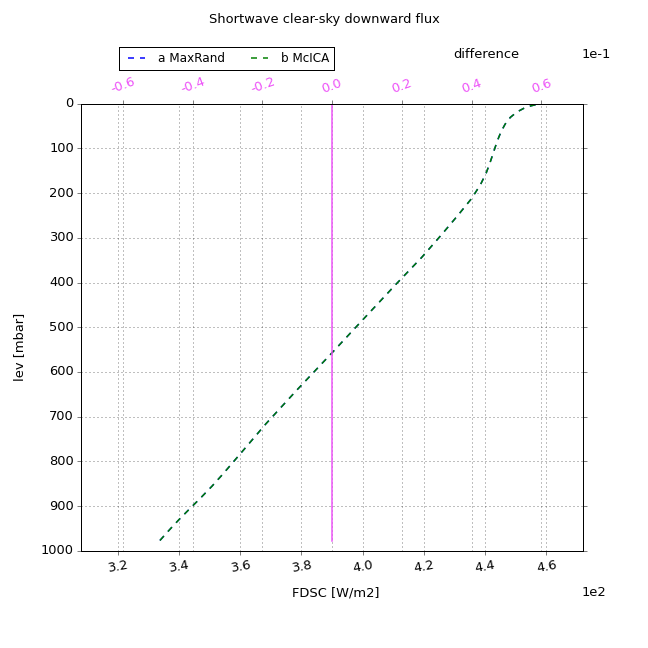 Shortwave clear-sky downward flux
a MaxRand b McICA difference 1e-1
-0.6 -0.4 -0.2 0.0 0.2 0.4 0.6
0
100
200
300
400
500
600
700
800
900
1000
lev [mbar]
3.2 3.4 3.6 3.8 4.0 4.2 4.4 4.6
FDSC [W/m2] 1e2